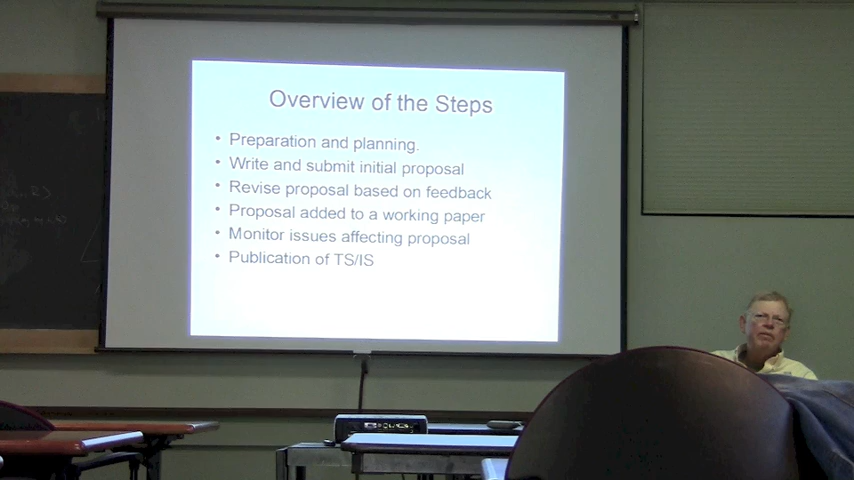 Overview of the Steps
• Preparation and planning.
• Write and submit initial proposal
• Revise proposal based on feedback
• Proposal added to a working paper
• Monitor issues affecting proposal
• Publication of TS/IS